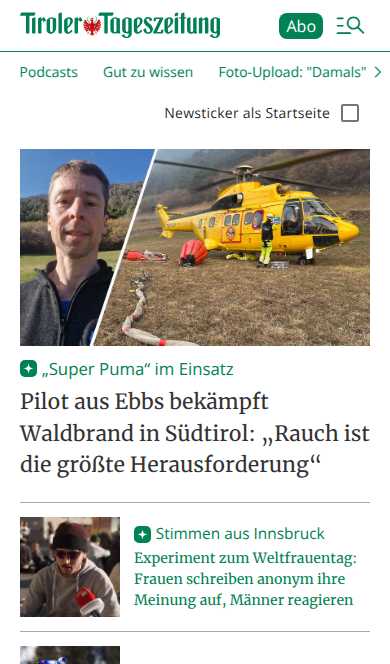 Tiroler Tageszeitung
Abo
Podcasts Gut zu wissen Foto-Upload: "Damals"
Newsticker als Startseite
„Super Puma“ im Einsatz
Pilot aus Ebbs bekämpft
Waldbrand in Südtirol: „Rauch ist
die größte Herausforderung“
Stimmen aus Innsbruck
Experiment zum Weltfrauentag:
Frauen schreiben anonym ihre
Meinung auf, Männer reagieren